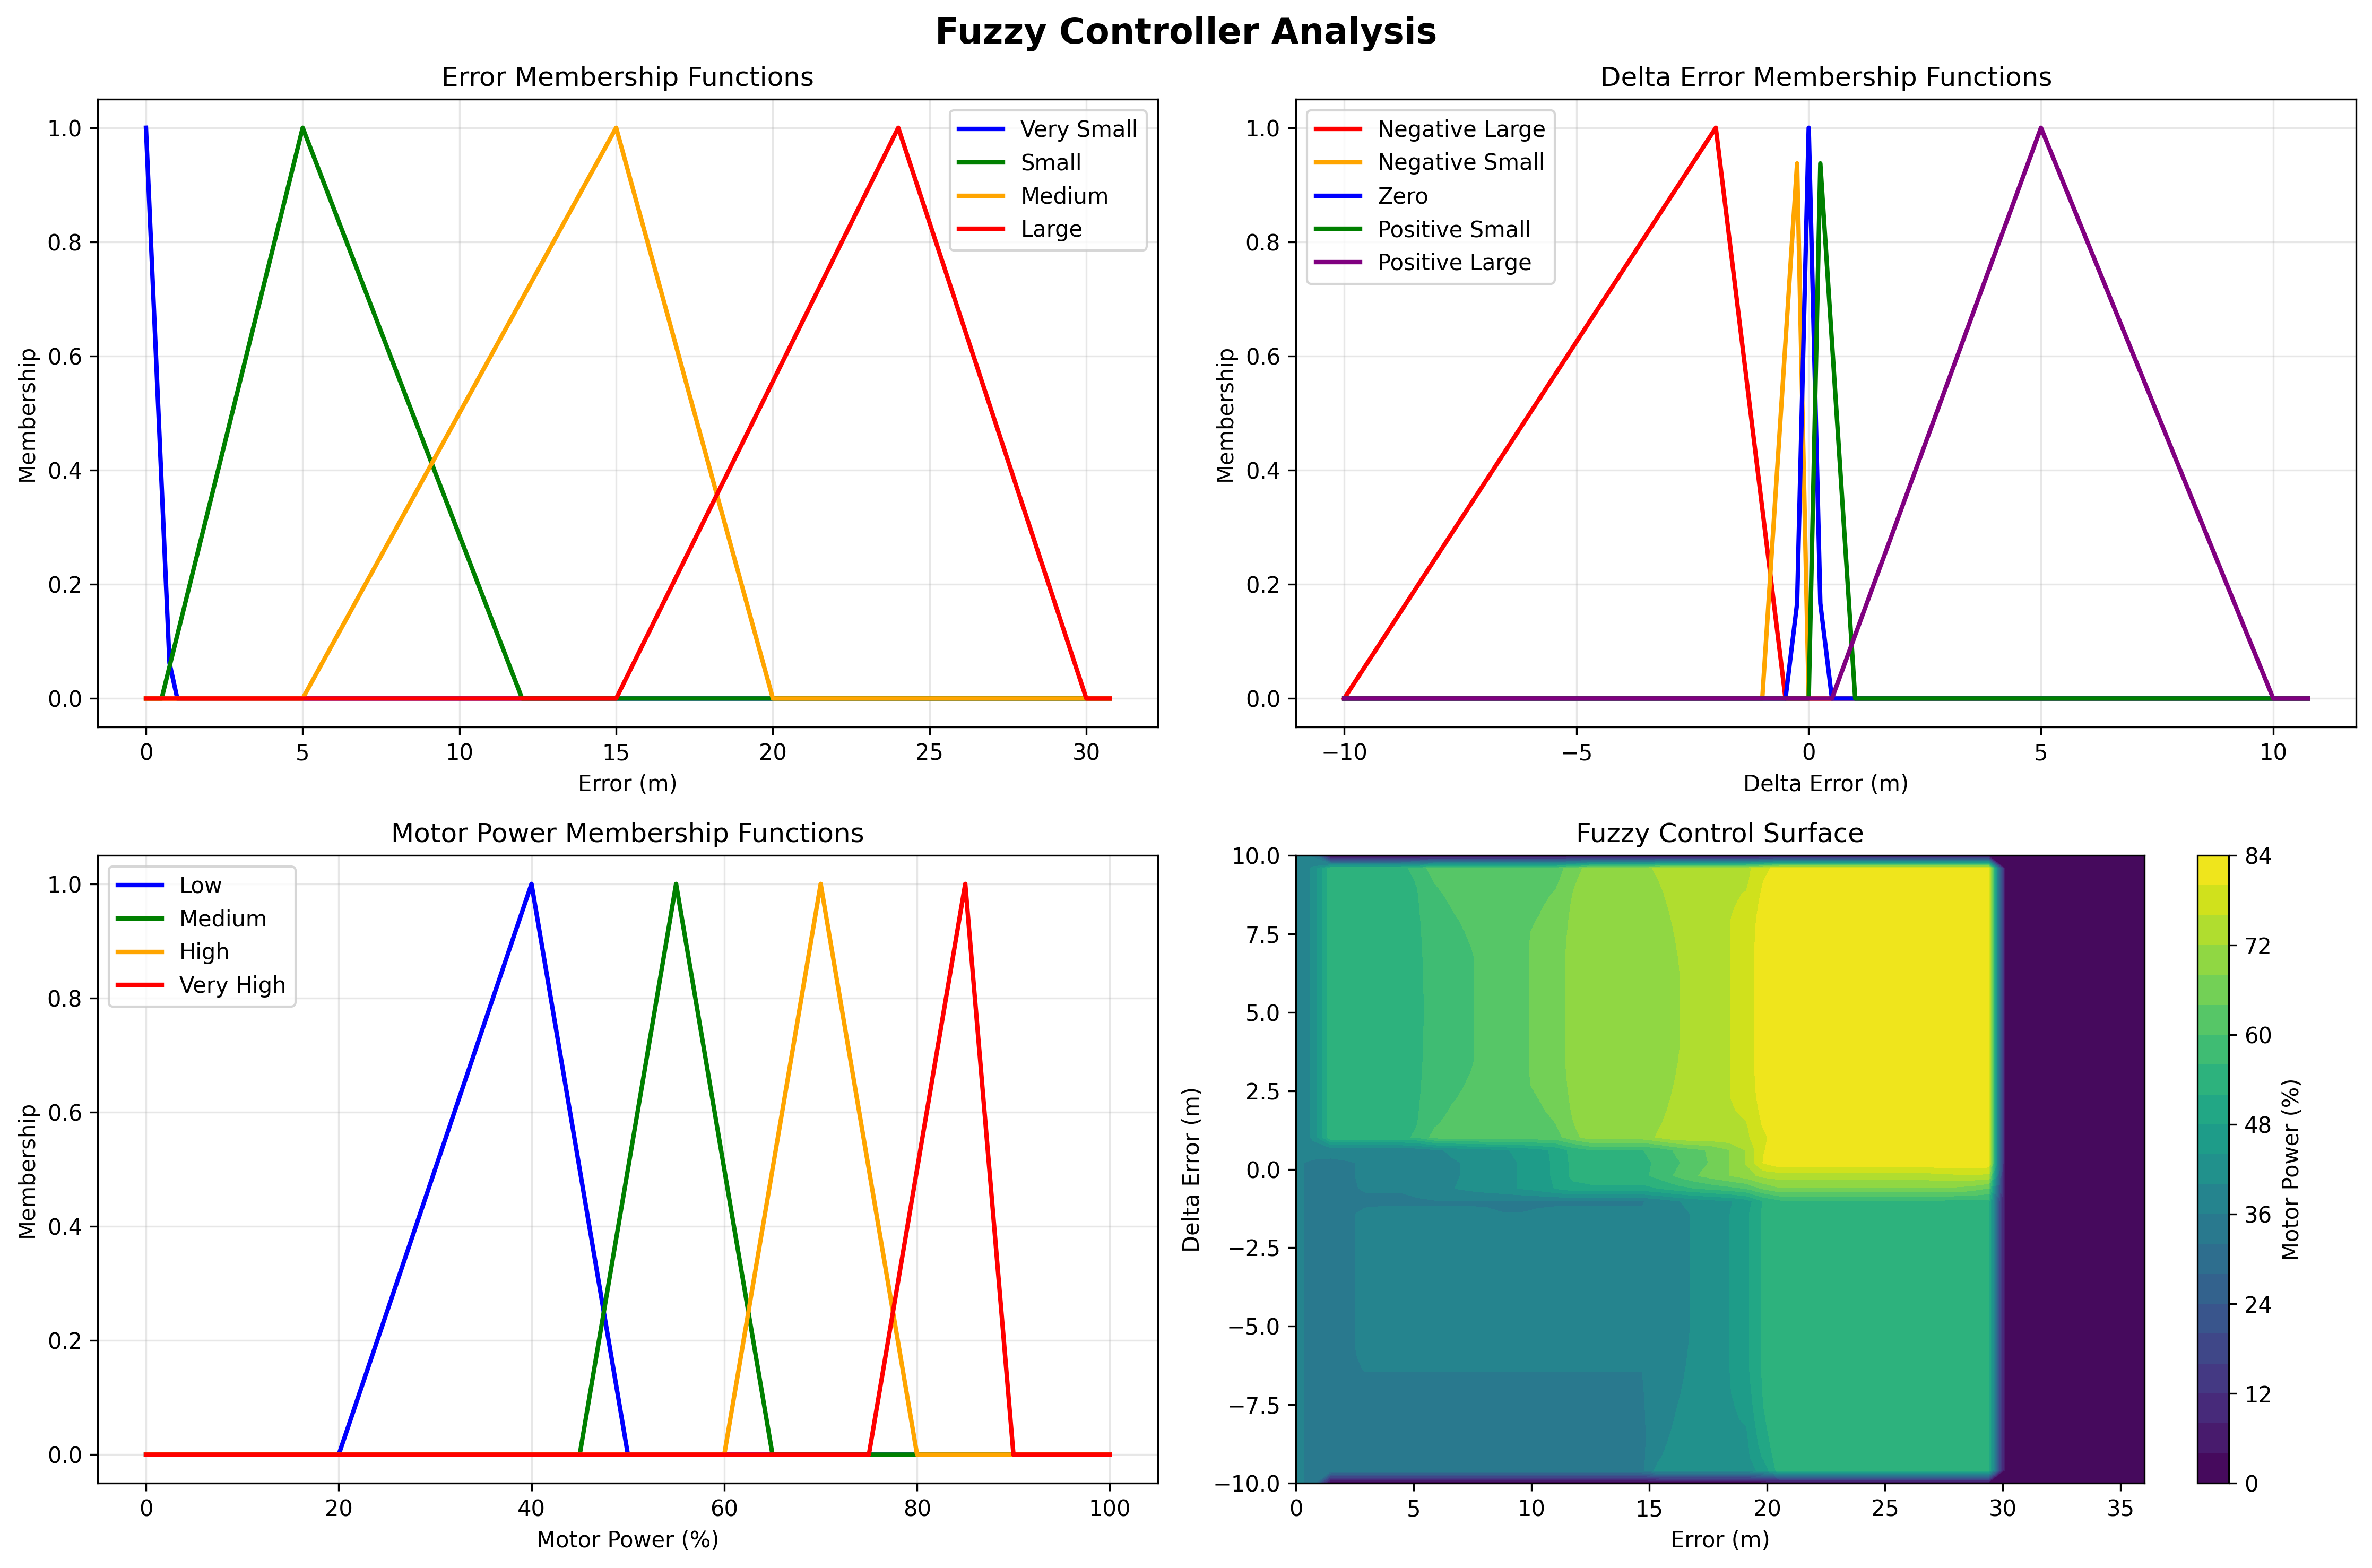 Fuzzy Controller Analysis
Error Membership Functions
1.0
0.8
0.6
0.4
0.2
0.0
Membership
Very Small
Small
Medium
Large
0 5 10 15 20 25 30
Error (m)
Delta Error Membership Functions
1.0
0.8
0.6
0.4
0.2
0.0
Membership
Negative Large
Negative Small
Zero
Positive Small
Positive Large
−10 −5 0 5 10
Delta Error (m)
Motor Power Membership Functions
1.0
0.8
0.6
0.4
0.2
0.0
Membership
Low
Medium
High
Very High
0 20 40 60 80 100
Motor Power (%)
Fuzzy Control Surface
10.0
7.5
5.0
2.5
0.0
−2.5
−5.0
−7.5
−10.0
Delta Error (m)
0 5 10 15 20 25 30 35
Error (m)
84
72
60
48
36
24
12
0
Motor Power (%)